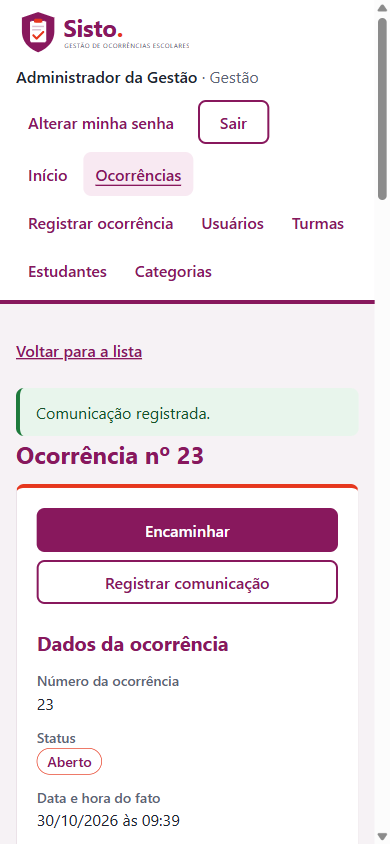 Sisto.
GESTÃO DE OCORRÊNCIAS ESCOLARES
Administrador da Gestão · Gestão
Alterar minha senha
Sair
Início
Ocorrências
Registrar ocorrência
Usuários
Turmas
Estudantes
Categorias
Voltar para a lista
Comunicação registrada.
Ocorrência nº 23
Encaminhar
Registrar comunicação
Dados da ocorrência
Número da ocorrência
23
Status
Aberto
Data e hora do fato
30/10/2026 às 09:39